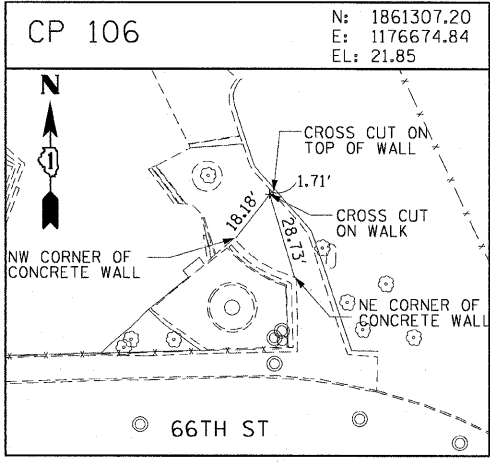 CP 106
N: 1861307.20
E: 1176674.84
EL: 21.85
N
1
CROSS CUT ON
TOP OF WALL
1.71'
18.18'
28.73'
CROSS CUT
ON WALK
NW CORNER OF
CONCRETE WALL
NE CORNER OF
CONCRETE WALL
66TH ST